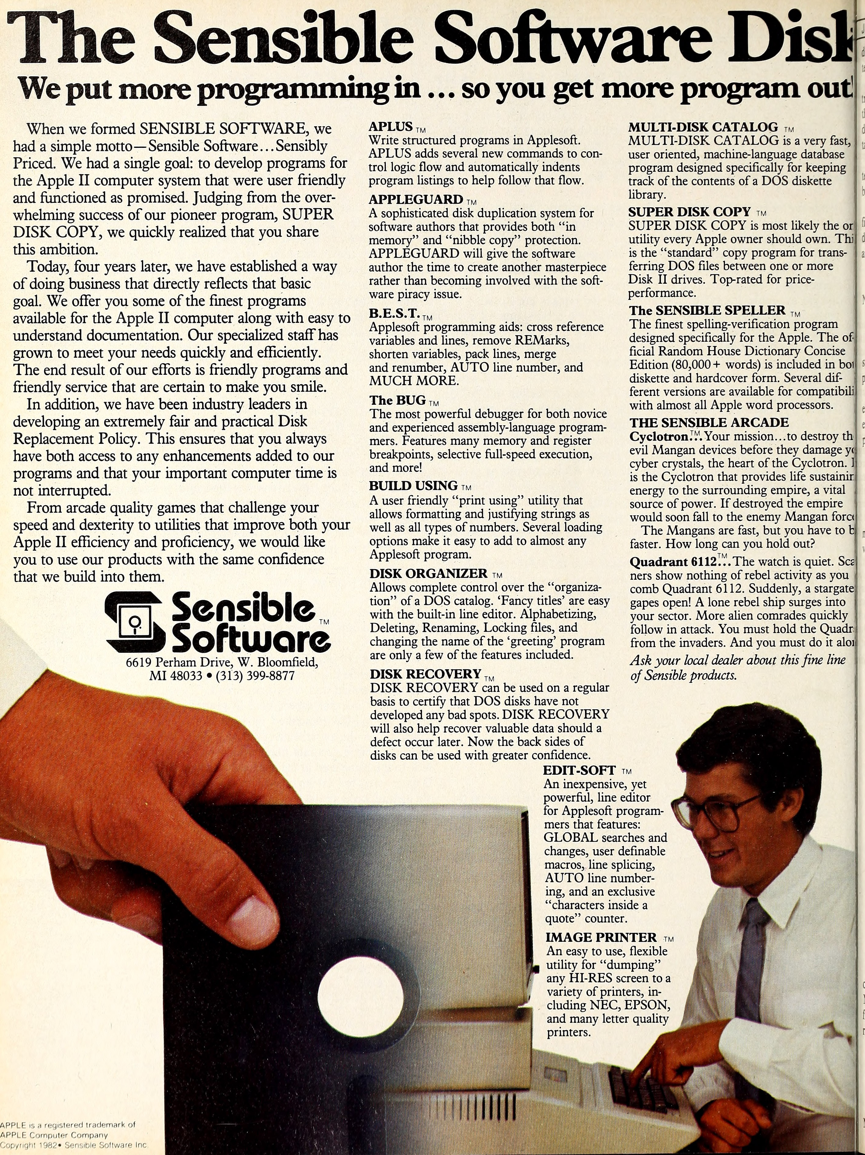 The Sensible Software Disk
We put more programming in ... so you get more program out!
When we formed SENSIBLE SOFTWARE, we
had a simple motto—Sensible Software...Sensibly
Priced. We had a single goal: to develop programs for
the Apple II computer system that were user friendly
and functioned as promised. Judging from the over-
whelming success of our pioneer program, SUPER
DISK COPY, we quickly realized that you share
this ambition.
Today, four years later, we have established a way
of doing business that directly reflects that basic
goal. We offer you some of the finest programs
available for the Apple II computer along with easy to
understand documentation. Our specialized staff has
grown to meet your needs quickly and efficiently.
The end result of our efforts is friendly programs and
friendly service that are certain to make you smile.
In addition, we have been industry leaders in
developing an extremely fair and practical Disk
Replacement Policy. This ensures that you always
have both access to any enhancements added to our
programs and that your important computer time is
not interrupted.
From arcade quality games that challenge your
speed and dexterity to utilities that improve both your
Apple II efficiency and proficiency, we would like
you to use our products with the same confidence
that we build into them.
Sensible
Software TM
6619 Perham Drive, W. Bloomfield,
MI 48033 • (313) 399-8877
APLUS TM
Write structured programs in Applesoft.
APLUS adds several new commands to con-
trol logic flow and automatically indents
program listings to help follow that flow.
APPLEGUARD TM
A sophisticated disk duplication system for
software authors that provides both "in
memory" and "nibble copy" protection.
APPLEGUARD will give the software
author the time to create another masterpiece
rather than becoming involved with the soft-
ware piracy issue.
B.E.S.T. TM
Applesoft programming aids: cross reference
variables and lines, remove REMarks,
shorten variables, pack lines, merge
and renumber, AUTO line number, and
MUCH MORE.
The BUG TM
The most powerful debugger for both novice
and experienced assembly-language program-
mers. Features many memory and register
breakpoints, selective full-speed execution,
and more!
BUILD USING TM
A user friendly "print using" utility that
allows formatting and justifying strings as
well as all types of numbers. Several loading
options make it easy to add to almost any
Applesoft program.
DISK ORGANIZER TM
Allows complete control over the "organiza-
tion" of a DOS catalog. 'Fancy titles' are easy
with the built-in line editor. Alphabetizing,
Deleting, Renaming, Locking files, and
changing the name of the 'greeting' program
are only a few of the features included.
DISK RECOVERY TM
DISK RECOVERY can be used on a regular
basis to certify that DOS disks have not
developed any bad spots. DISK RECOVERY
will also help recover valuable data should a
defect occur later. Now the back sides of
disks can be used with greater confidence.
EDIT-SOFT TM
An inexpensive, yet
powerful, line editor
for Applesoft program-
mers that features:
GLOBAL searches and
changes, user definable
macros, line splicing,
AUTO line number-
ing, and an exclusive
"characters inside a
quote" counter.
IMAGE PRINTER TM
An easy to use, flexible
utility for "dumping"
any HI-RES screen to a
variety of printers, in-
cluding NEC, EPSON,
and many letter quality
printers.
MULTI-DISK CATALOG TM
MULTI-DISK CATALOG is a very fast,
user oriented, machine-language database
program designed specifically for keeping
track of the contents of a DOS diskette
library.
SUPER DISK COPY TM
SUPER DISK COPY is most likely the
utility every Apple owner should own.
is the "standard" copy program for trans-
ferring DOS files between one or more
Disk II drives. Top-rated for price-
performance.
The SENSIBLE SPELLER TM
The finest spelling-verification program
designed specifically for the Apple. The of-
ficial Random House Dictionary Concise
Edition (80,000+ words) is included in
diskette and hardcover form. Several dif-
ferent versions are available for
with almost all Apple word processors.
THE SENSIBLE ARCADE
Cyclotron TM... Your mission...to destroy
evil Mangan devices before they damage
cyber crystals, the heart of the Cyclotron.
is the Cyclotron that provides life
energy to the surrounding empire, a vital
source of power. If destroyed the empire
would soon fall to the enemy Mangan
The Mangans are fast, but you have to
faster. How long can you hold out?
Quadrant 6112 TM... The watch is quiet.
ners show nothing of rebel activity as you
comb Quadrant 6112. Suddenly, a stargate
gapes open! A lone rebel ship surges into
your sector. More alien comrades quickly
follow in attack. You must hold the
from the invaders. And you must do it
Ask your local dealer about this fine line
of Sensible products.
APPLE is a registered trademark of
APPLE Computer Company
Copyright 1982• Sensible Software Inc.